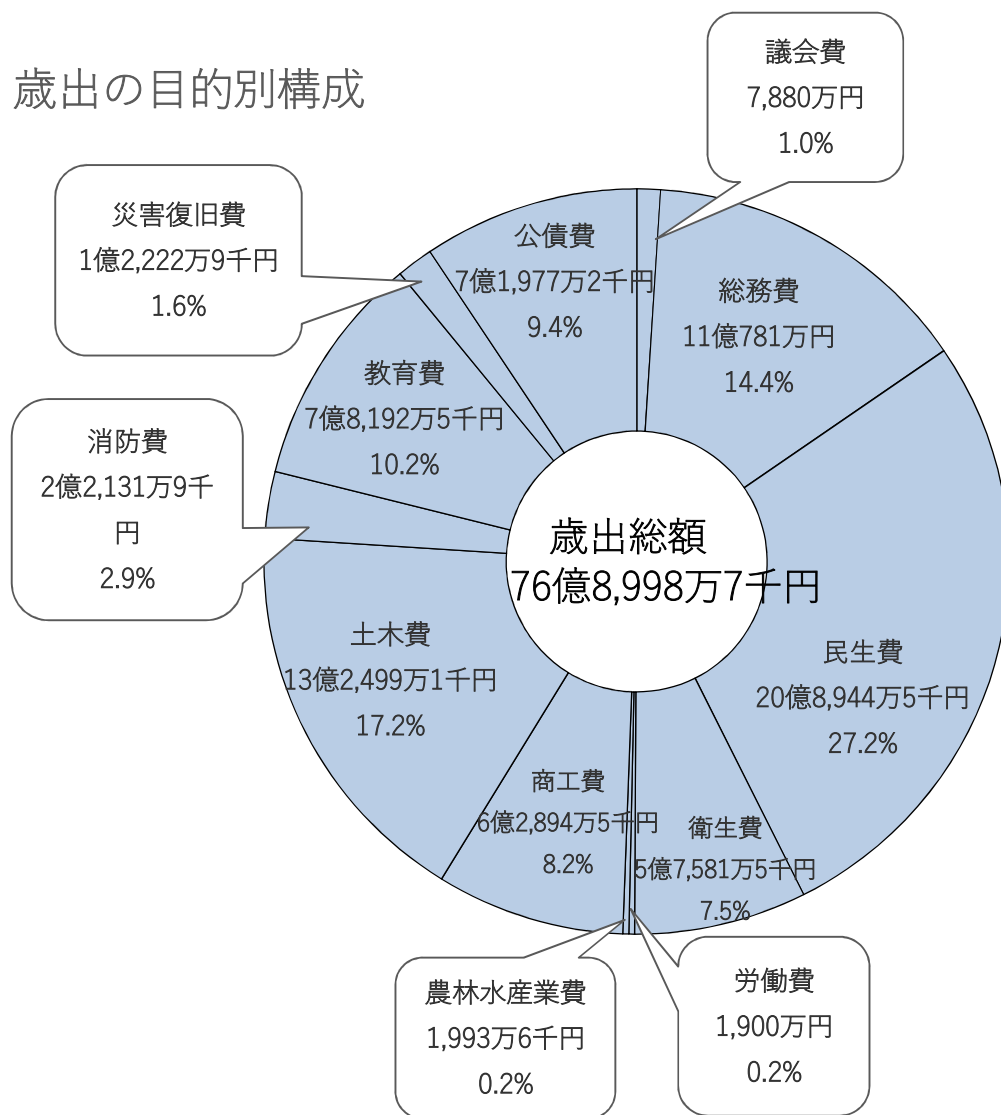 歳出の目的別構成
議会費
7,880万円
1.0%
総務費
11億781万円
14.4%
民生費
20億8,944万5千円
27.2%
衛生費
5億7,581万5千円
7.5%
労働費
1,900万円
0.2%
農林水産業費
1,993万6千円
0.2%
商工費
6億2,894万5千円
8.2%
土木費
13億2,499万1千円
17.2%
消防費
2億2,131万9千
円
2.9%
教育費
7億8,192万5千円
10.2%
災害復旧費
1億2,222万9千円
1.6%
公債費
7億1,977万2千円
9.4%
歳出総額
76億8,998万7千円